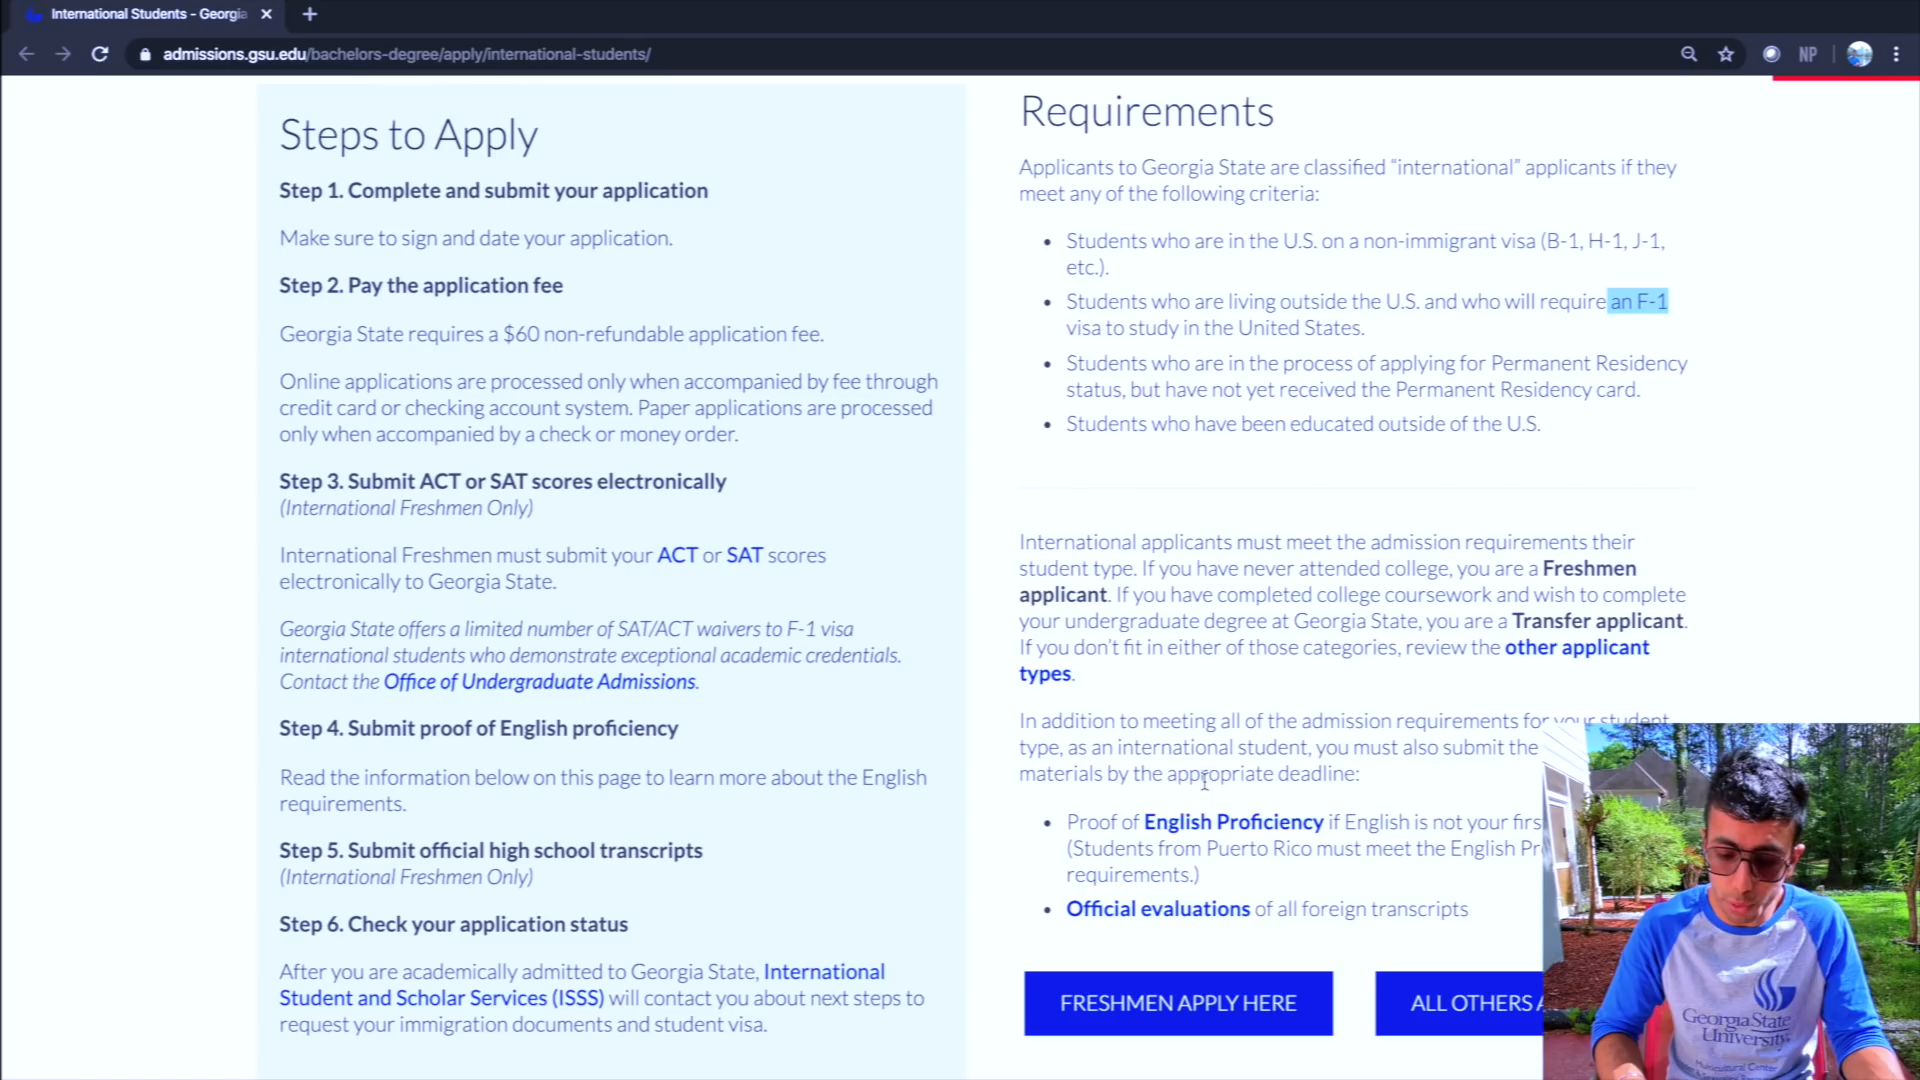 International Students - Georgia
admissions.gsu.edu/bachelors-degree/apply/international-students/
NP
Steps to Apply
Step 1. Complete and submit your application
Make sure to sign and date your application.
Step 2. Pay the application fee
Georgia State requires a $60 non-refundable application fee.
Online applications are processed only when accompanied by fee through
credit card or checking account system. Paper applications are processed
only when accompanied by a check or money order.
Step 3. Submit ACT or SAT scores electronically
(International Freshmen Only)
International Freshmen must submit your ACT or SAT scores
electronically to Georgia State.
Georgia State offers a limited number of SAT/ACT waivers to F-1 visa
international students who demonstrate exceptional academic credentials.
Contact the Office of Undergraduate Admissions.
Step 4. Submit proof of English proficiency
Read the information below on this page to learn more about the English
requirements.
Step 5. Submit official high school transcripts
(International Freshmen Only)
Step 6. Check your application status
After you are academically admitted to Georgia State, International
Student and Scholar Services (ISSS) will contact you about next steps to
request your immigration documents and student visa.
Requirements
Applicants to Georgia State are classified “international” applicants if they
meet any of the following criteria:
• Students who are in the U.S. on a non-immigrant visa (B-1, H-1, J-1,
etc.).
• Students who are living outside the U.S. and who will require an F-1
visa to study in the United States.
• Students who are in the process of applying for Permanent Residency
status, but have not yet received the Permanent Residency card.
• Students who have been educated outside of the U.S.
International applicants must meet the admission requirements their
student type. If you have never attended college, you are a Freshmen
applicant. If you have completed college coursework and wish to complete
your undergraduate degree at Georgia State, you are a Transfer applicant.
If you don't fit in either of those categories, review the other applicant
types.
In addition to meeting all of the admission requirements for your student
type, as an international student, you must also submit the
materials by the appropriate deadline:
• Proof of English Proficiency if English is not your firs
(Students from Puerto Rico must meet the English Pr
requirements.)
• Official evaluations of all foreign transcripts
FRESHMEN APPLY HERE
ALL OTHERS A
GeorgiaState
University
Multicultural Center